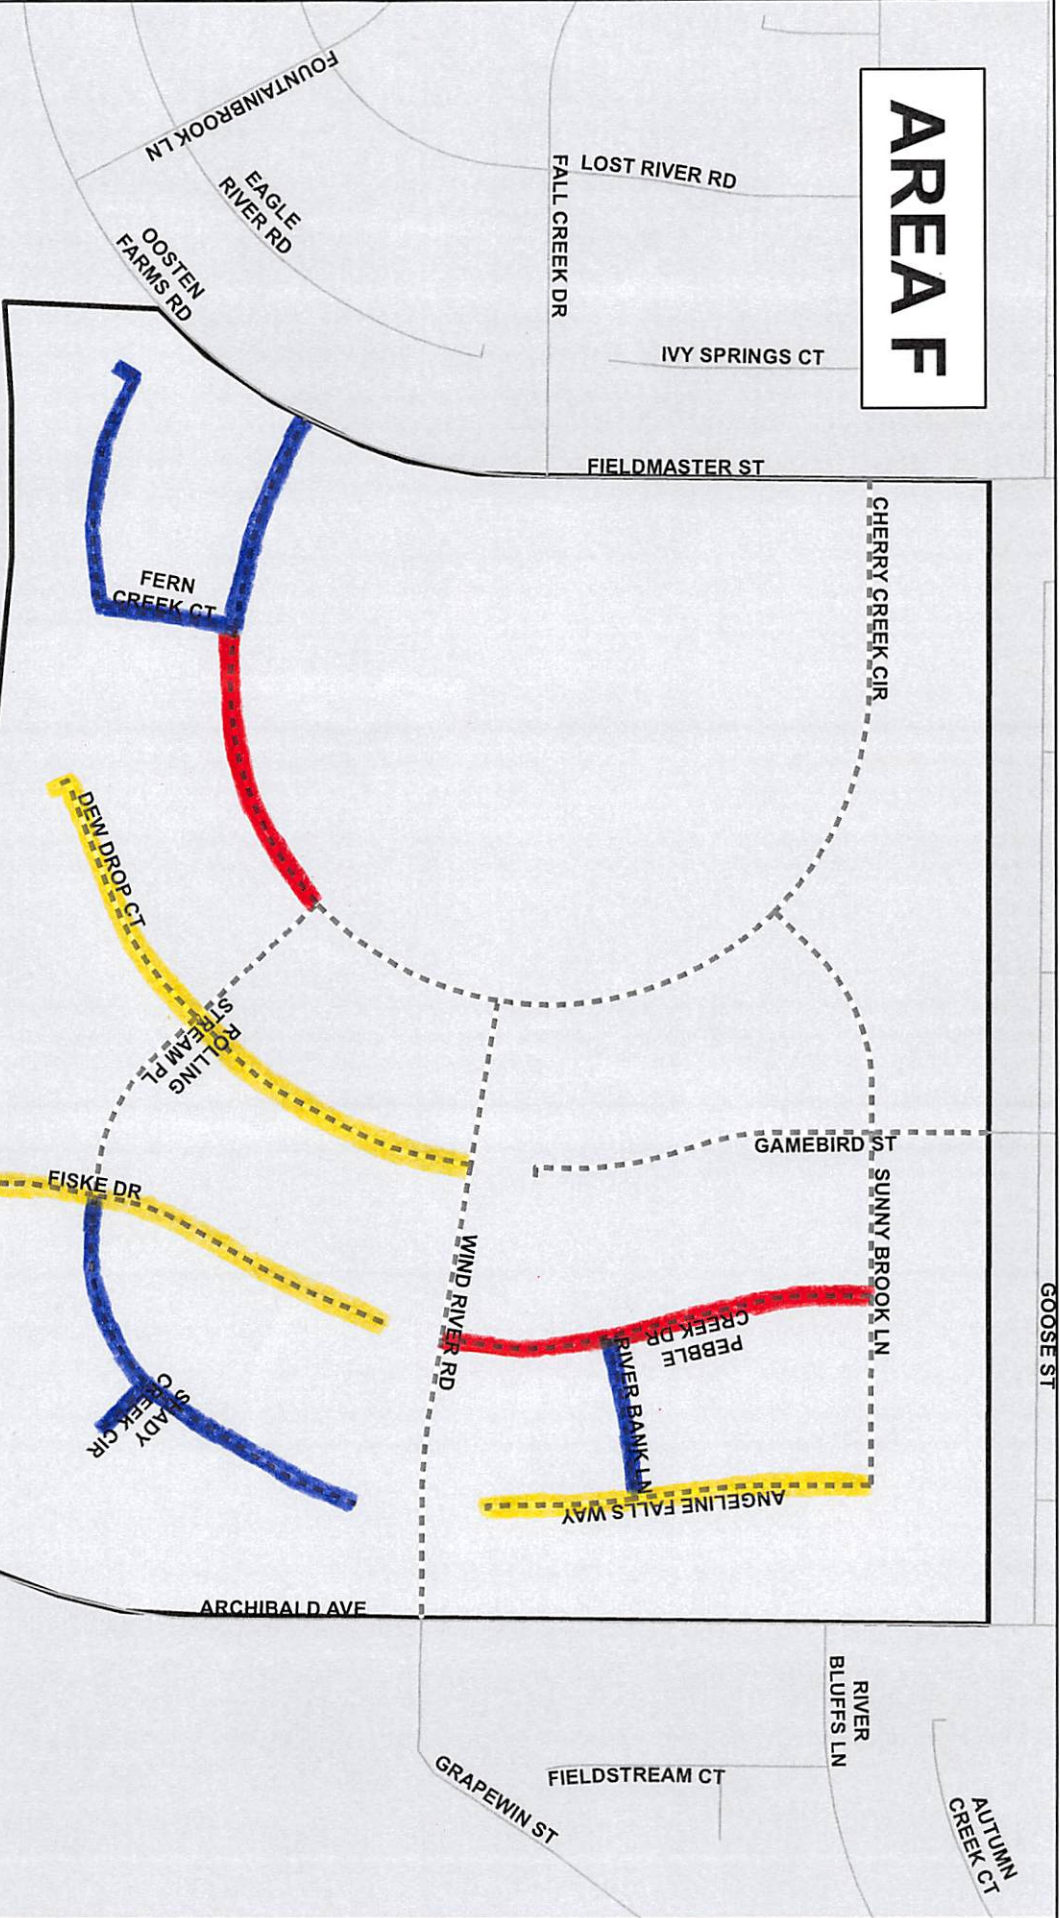 AREA F
FOUNTAINBROOK LN
LOST RIVER RD
FALL CREEK DR
EAGLE
RIVER RD
OOSTEN
FARMS RD
IVY SPRINGS CT
FIELDMASTER ST
CHERRY CREEK CIR
FERN
CREEK CT
DEW DROP CT
ROLLING
STREAM PL
GAMEBIRD ST
FISKE DR
SUNNY BROOK LN
WIND RIVER RD
GOOSE ST
PEBBLE
CREEK DR
RIVER BANK LN
SHADY
CREEK CIR
ANGELINE FALLS WAY
ARCHIBALD AVE
RIVER
BLUFFS LN
FIELDSTREAM CT
GRAPEWIN ST
AUTUMN
CREEK CT